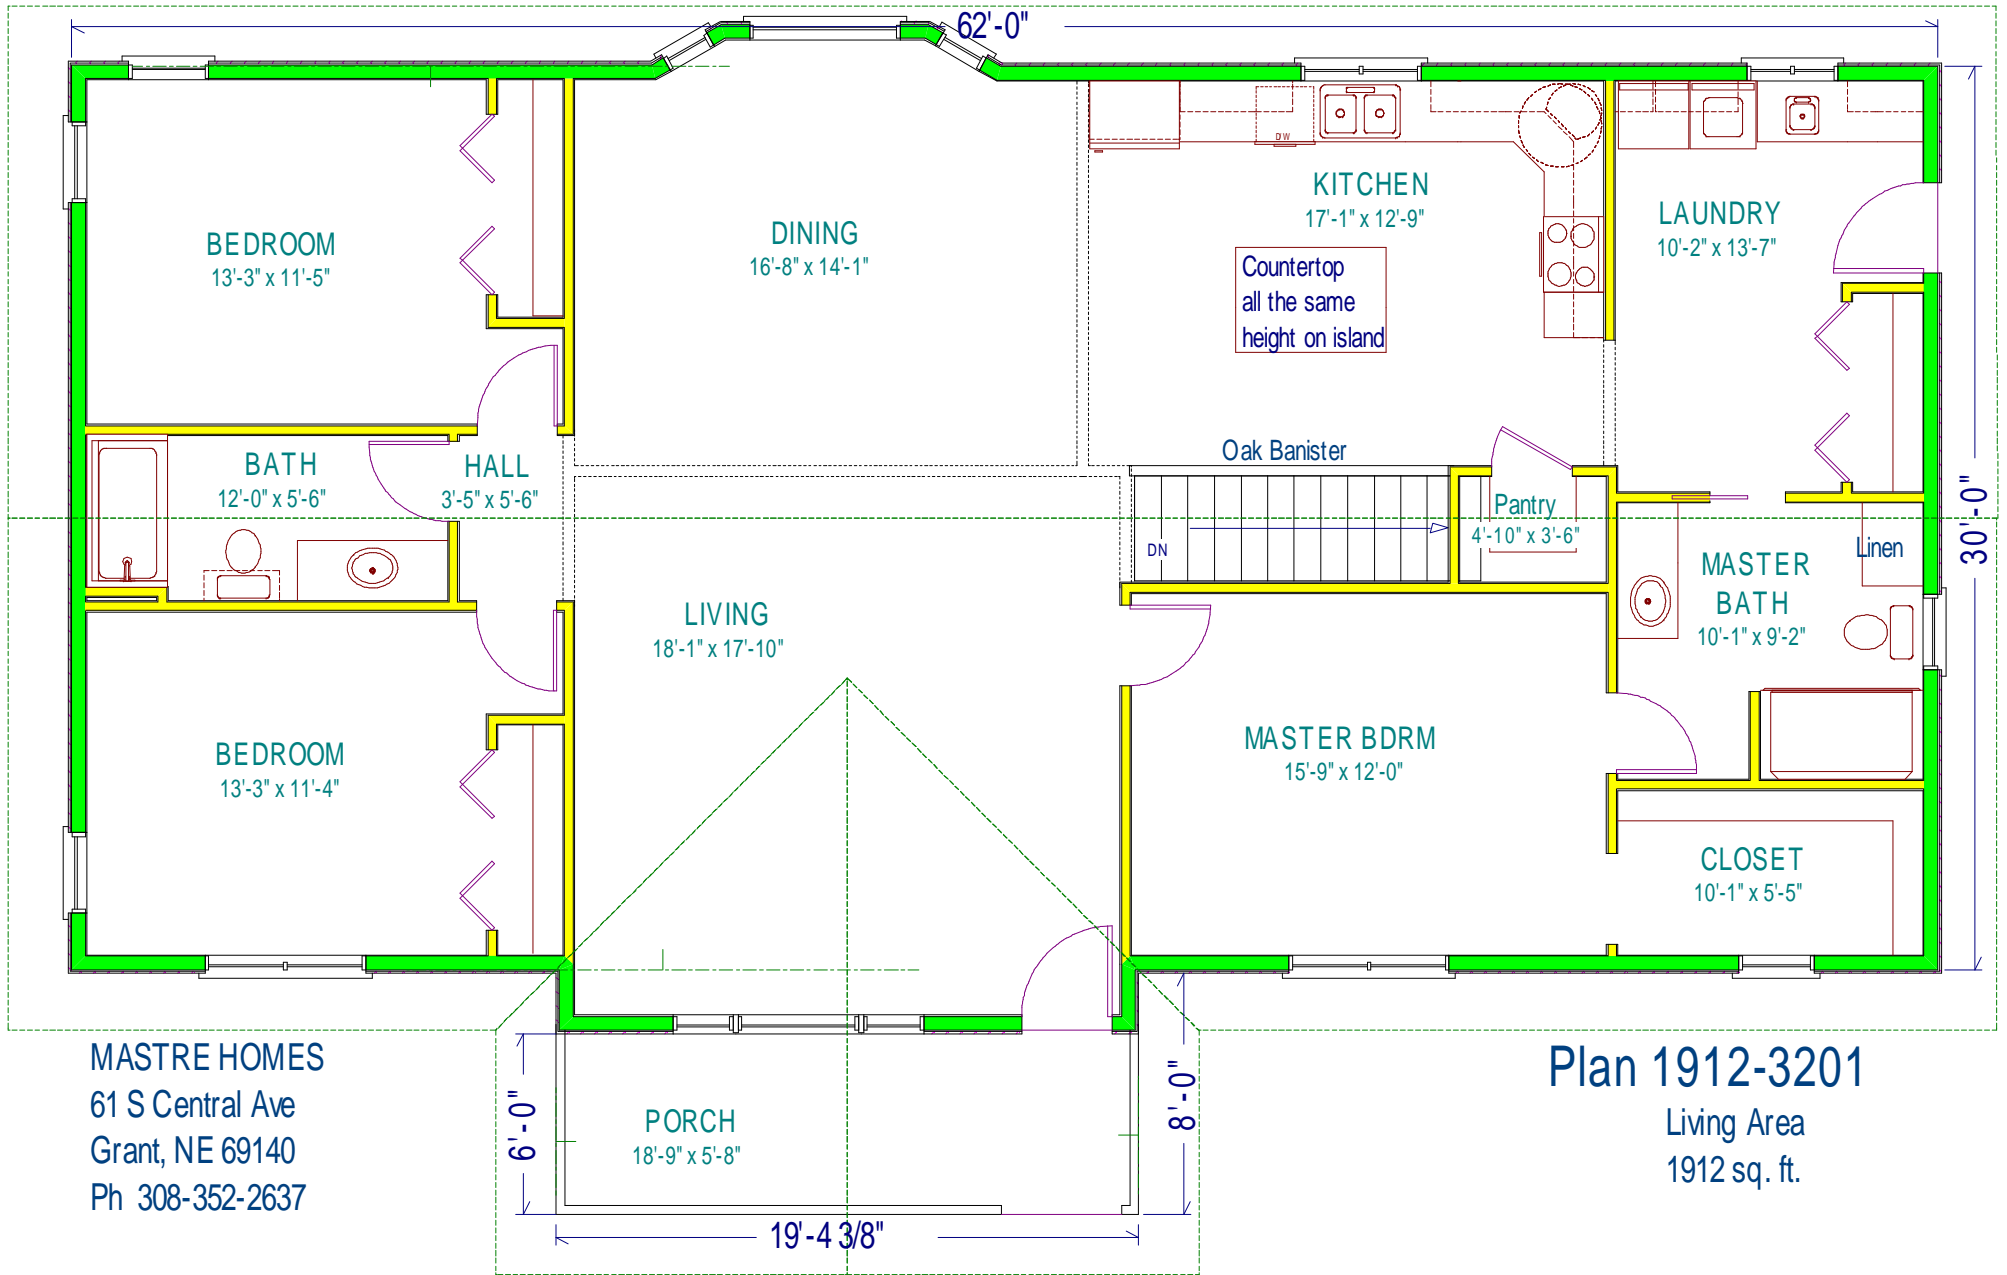 62'-0"
DW
KITCHEN
17'-1" x 12'-9"
LAUNDRY
10'-2" x 13'-7"
DINING
16'-8" x 14'-1"
BEDROOM
13'-3" x 11'-5"
Countertop
all the same
height on island
Oak Banister
BATH
12'-0" x 5'-6"
HALL
3'-5" x 5'-6"
Pantry
4'-10" x 3'-6"
DN
30'-0"
Linen
MASTER
BATH
10'-1" x 9'-2"
LIVING
18'-1" x 17'-10"
BEDROOM
13'-3" x 11'-4"
MASTER BDRM
15'-9" x 12'-0"
CLOSET
10'-1" x 5'-5"
MASTRE HOMES
61 S Central Ave
Grant, NE 69140
Ph 308-352-2637
6'-0"
PORCH
18'-9" x 5'-8"
8'-0"
19'-4 3/8"
Plan 1912-3201
Living Area
1912 sq. ft.